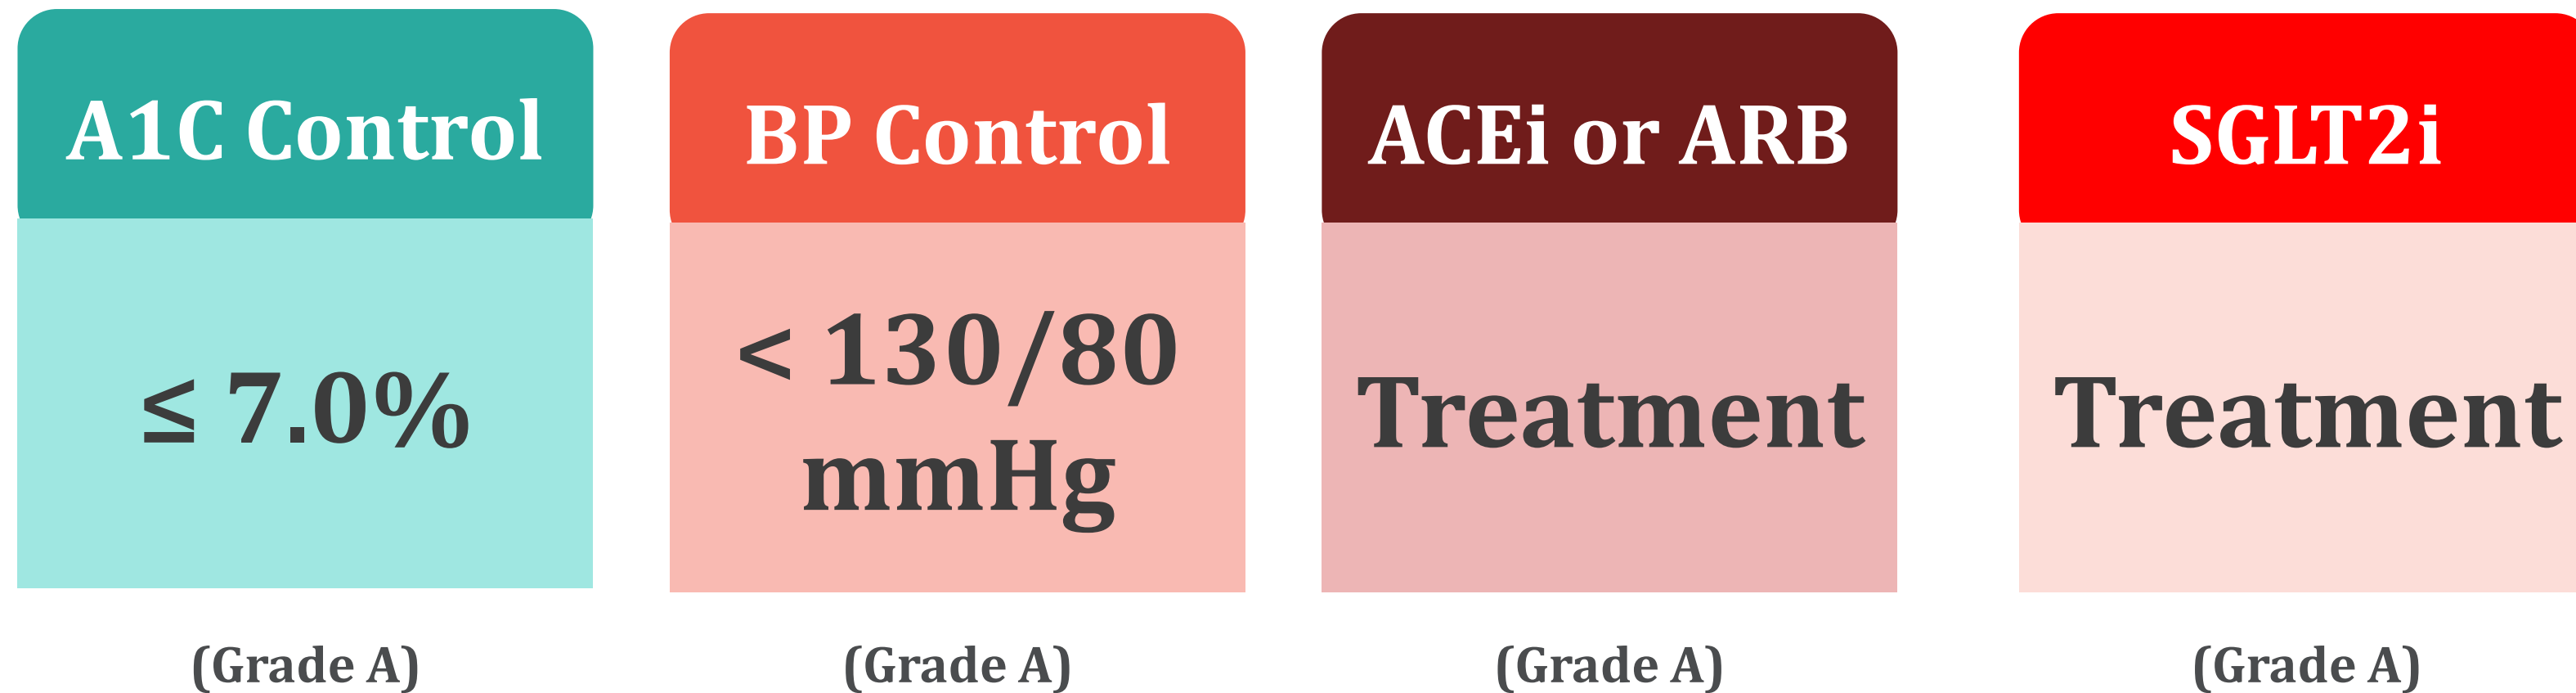 A1C Control
BP Control
ACEi or ARB
SGLT2i
≤ 7.0%
< 130/80
mmHg
Treatment
Treatment
(Grade A)
(Grade A)
(Grade A)
(Grade A)